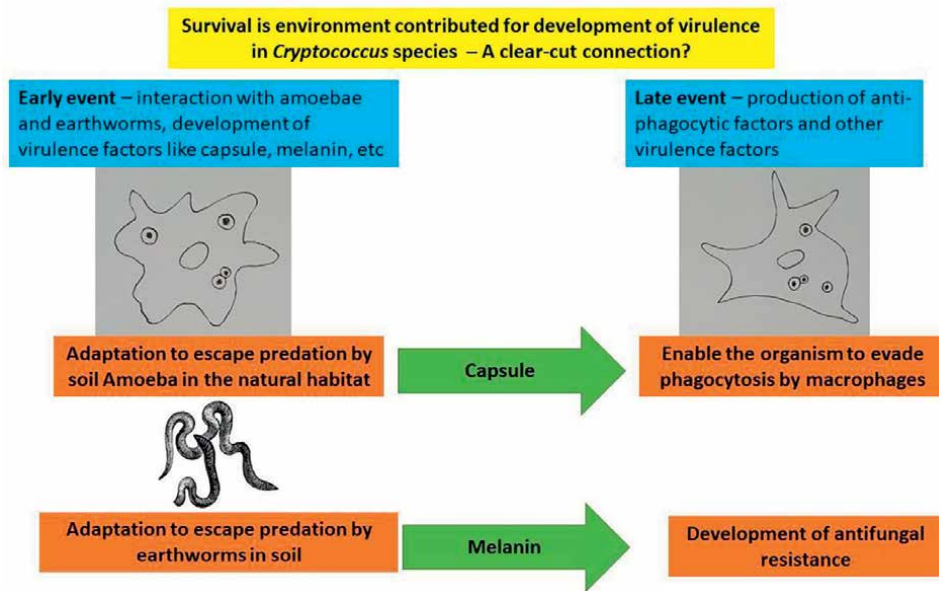 Survival is environment contributed for development of virulence
in Cryptococcus species – A clear-cut connection?
Early event – interaction with amoebae
and earthworms, development of
virulence factors like capsule, melanin, etc
Late event – production of anti-
phagocytic factors and other
virulence factors
Adaptation to escape predation by
soil Amoeba in the natural habitat
Capsule
Enable the organism to evade
phagocytosis by macrophages
Adaptation to escape predation by
earthworms in soil
Melanin
Development of antifungal
resistance